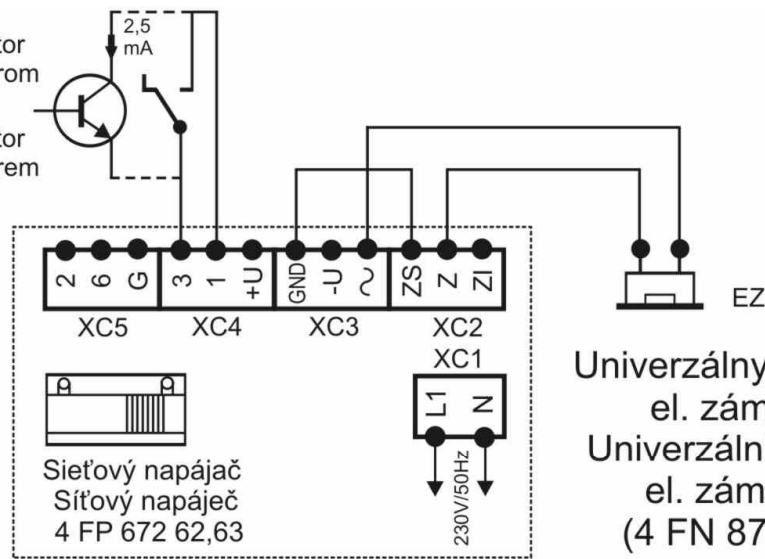 2,5
mA
tor
rom
tor
rem
2 6 G 3 1 +U GND -U ~ ZS Z ZI
XC5 XC4 XC3 XC2
XC1
L1 N
230V/50Hz
EZ
Sieťový napájač
Síťový napáječ
4 FP 672 62,63
Univerzálny
el. zám
Univerzáln
el. zám
(4 FN 87